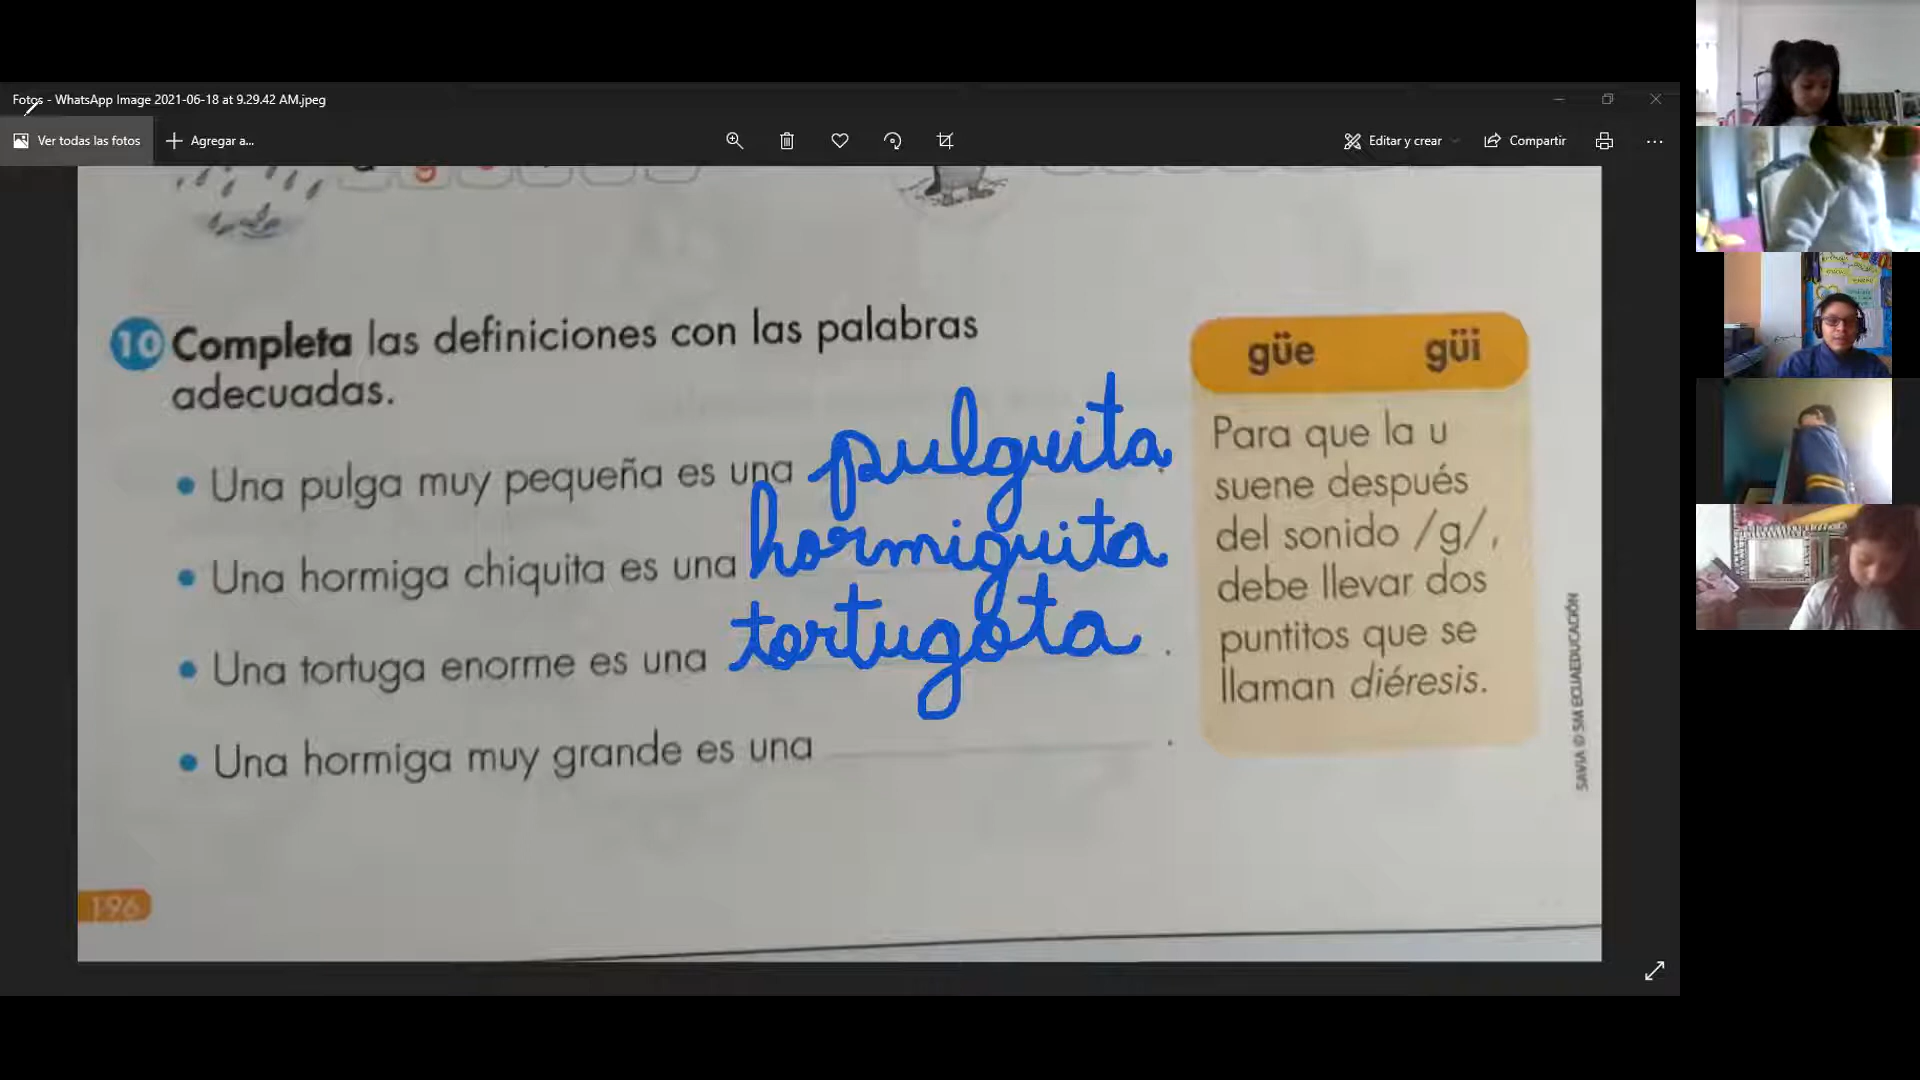 Fotos - WhatsApp Image 2021-06-18 at 9.29.42 AM.jpeg
Ver todas las fotos
Agregar a...
Editar y crear
Compartir
g
10 Completa las definiciones con las palabras
adecuadas.
• Una pulga muy pequeña es una pulguita.
• Una hormiga chiquita es una hormiguita
• Una tortuga enorme es una tortugota.
• Una hormiga muy grande es una .
güe güi
Para que la u
suene después
del sonido /g/,
debe llevar dos
puntitos que se
llaman diéresis.
SAVIA © SM ECUAEDUCACIÓN
196